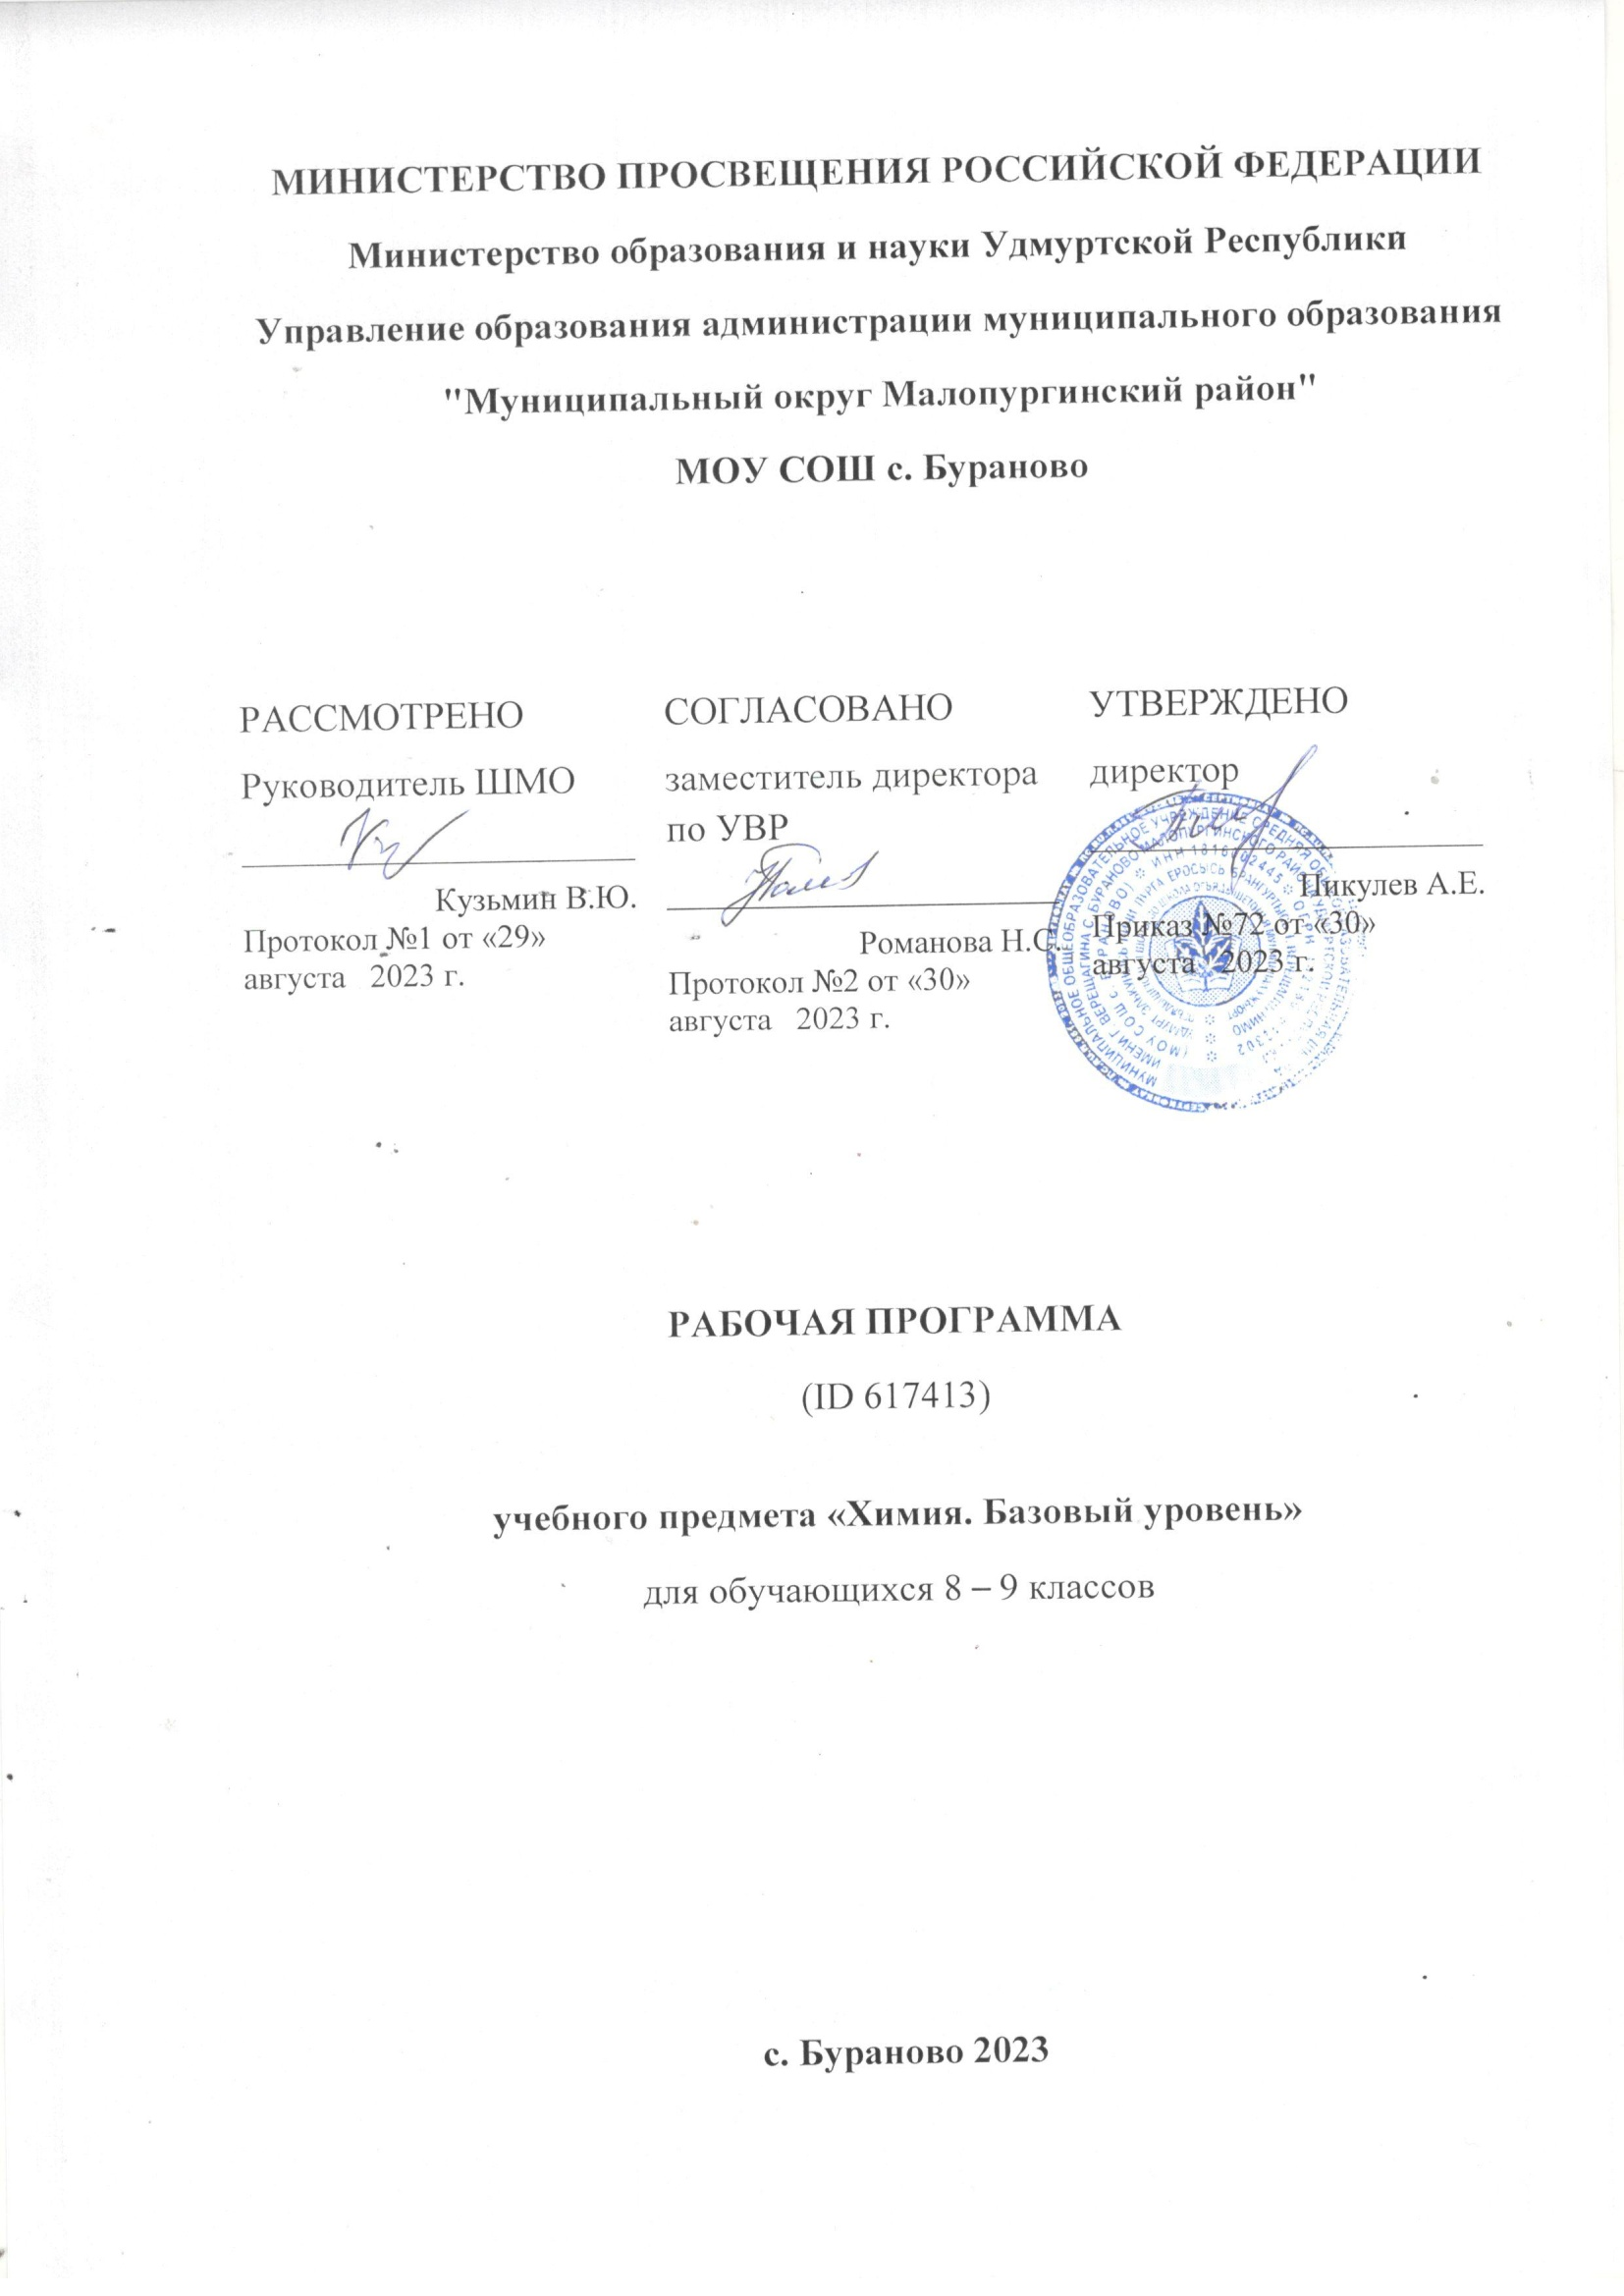 МИНИСТЕРСТВО ПРОСВЕЩЕНИЯ РОССИЙСКОЙ ФЕДЕРАЦИИ
Министерство образования и науки Удмуртской Республики
Управление образования администрации муниципального образования
"Муниципальный округ Малопургинский район"
МОУ СОШ с. Бураново
РАССМОТРЕНО
Руководитель ШМО
Кузьмин В.Ю.
Протокол №1 от «29»
августа 2023 г.
СОГЛАСОВАНО
заместитель директора
по УВР
Романова Н.С.
Протокол №2 от «30»
августа 2023 г.
УТВЕРЖДЕНО
директор
Пикулев А.Е.
Приказ №72 от «30»
августа 2023 г.
РАБОЧАЯ ПРОГРАММА
(ID 617413)
учебного предмета «Химия. Базовый уровень»
для обучающихся 8 – 9 классов
с. Бураново 2023